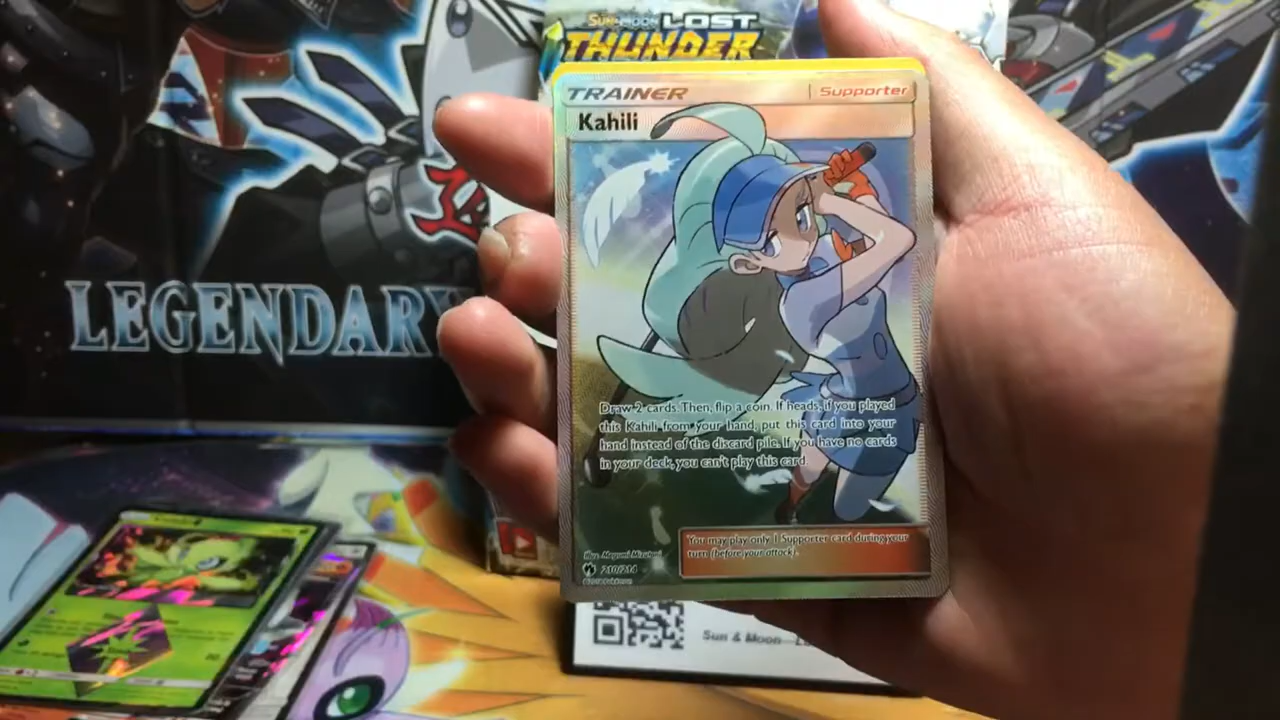 SUN & MOON LOST
THUNDER
TRAINER
Supporter
Kahili
LEGENDARY
Draw 2 cards. Then, flip a coin. If heads, if you played
this Kahili from your hand, put this card into your
hand instead of the discard pile. If you have no cards
in your deck, you can't play this card.
You may play only 1 Supporter card during your
turn (before your attack).
Illus. Megumi Mizutani
210/214
Sun & Moon